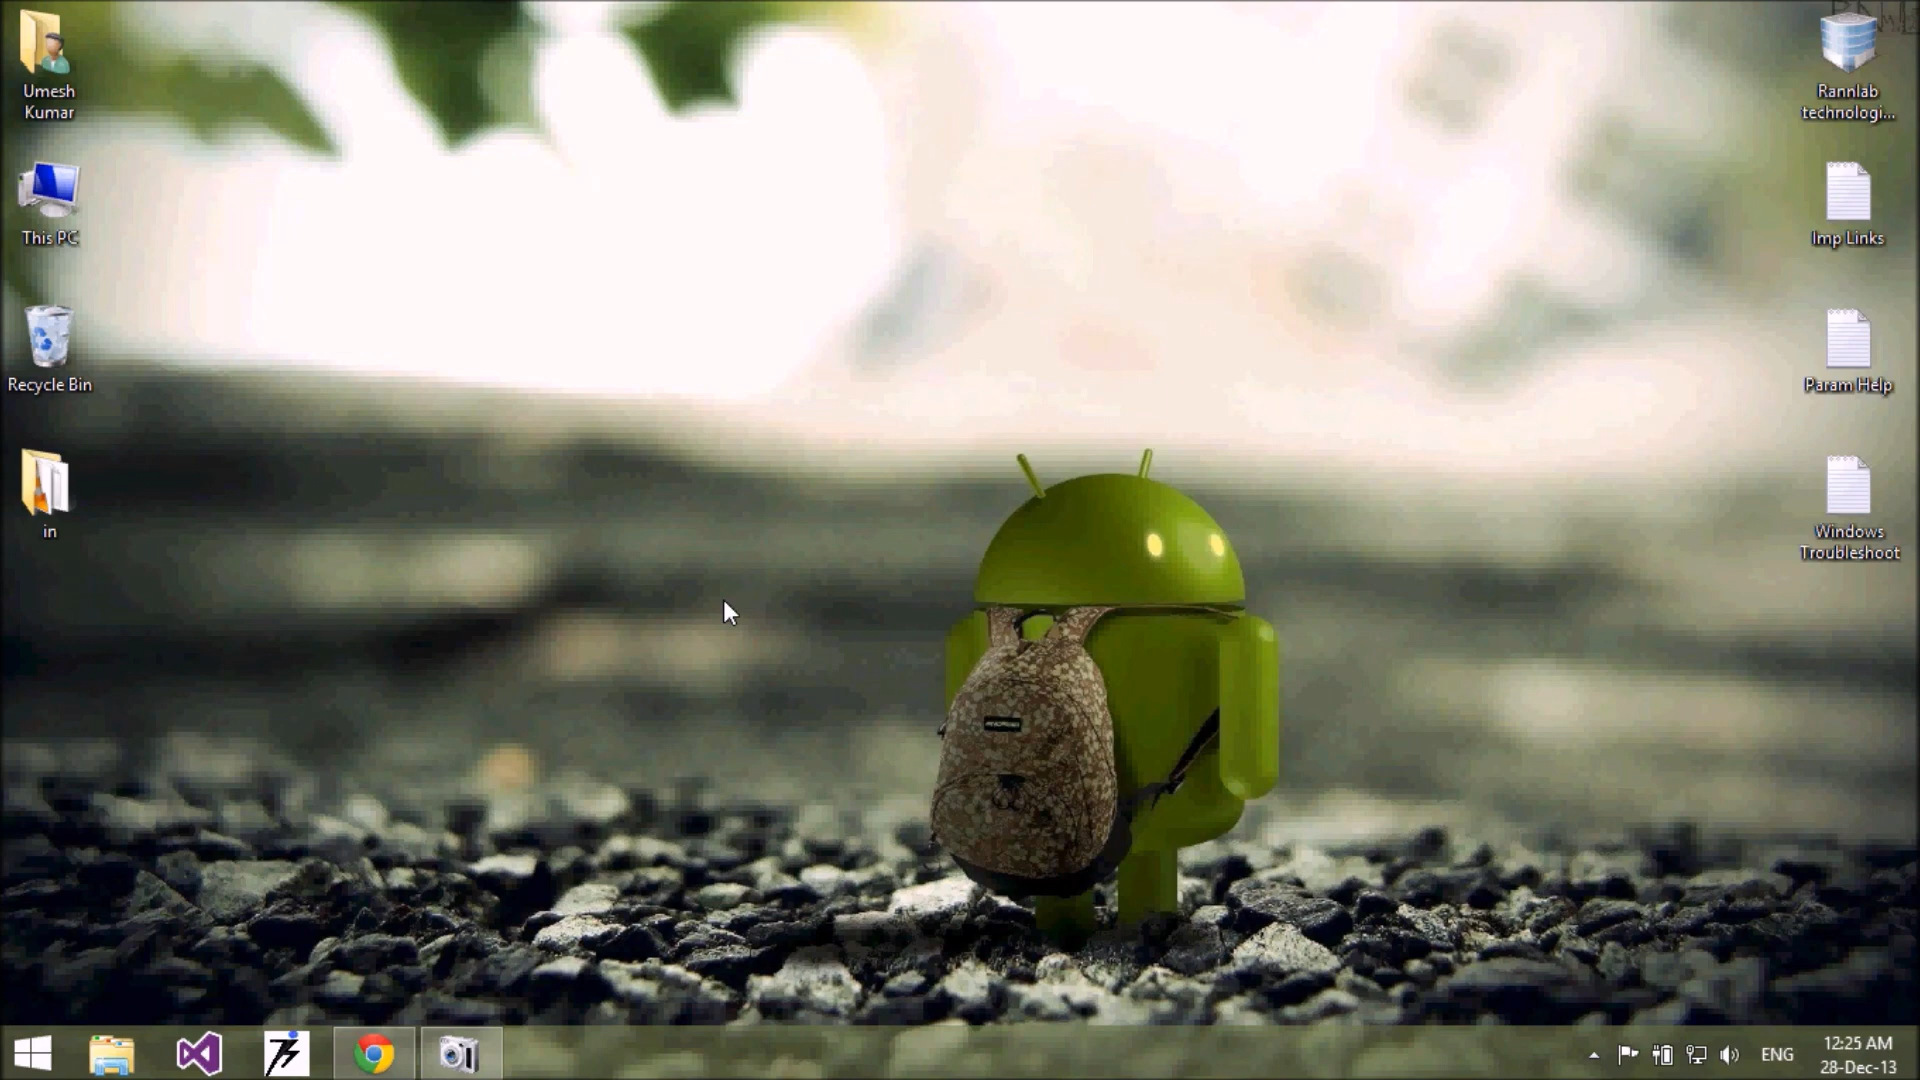 Umesh
Kumar
This PC
Recycle Bin
in
Rannlab
technologi...
Imp Links
Param Help
Windows
Troubleshoot
ENG
12:25 AM
28-Dec-13